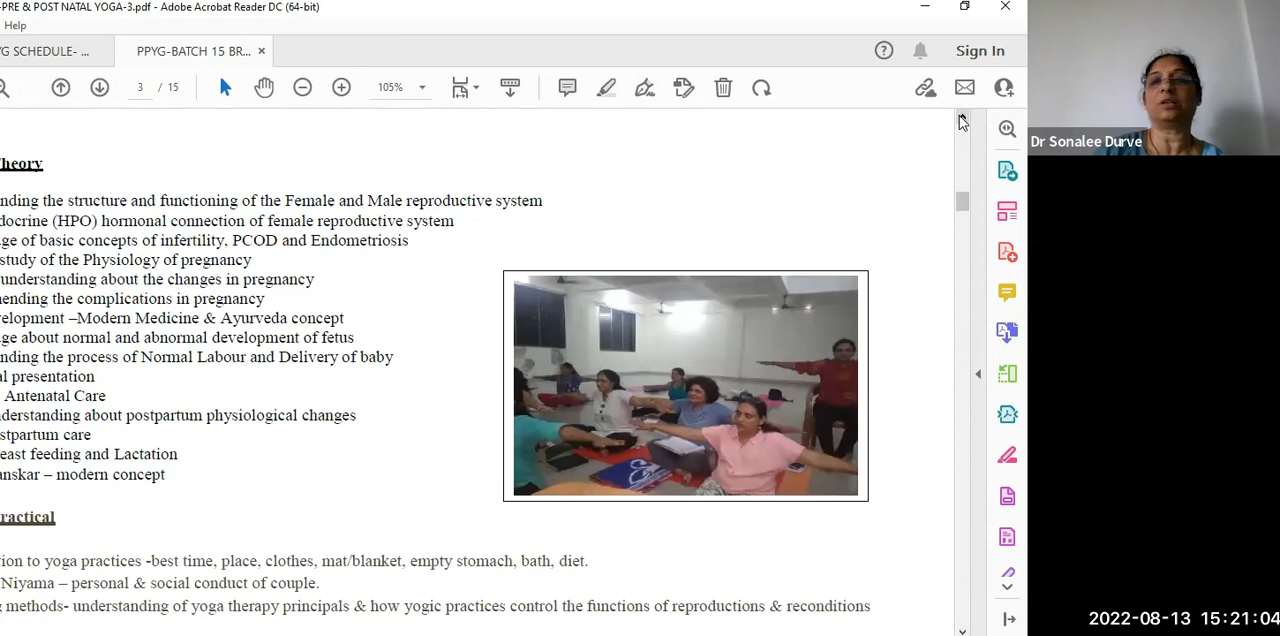 -PRE & POST NATAL YOGA-3.pdf - Adobe Acrobat Reader DC (64-bit)
Help
G SCHEDULE- ...
PPYG-BATCH 15 BR... ×
Sign In
3 / 15
105%
Dr Sonalee Durve
heory
nding the structure and functioning of the Female and Male reproductive system
docrine (HPO) hormonal connection of female reproductive system
ge of basic concepts of infertility, PCOD and Endometriosis
study of the Physiology of pregnancy
understanding about the changes in pregnancy
hending the complications in pregnancy
velopment –Modern Medicine & Ayurveda concept
ge about normal and abnormal development of fetus
nding the process of Normal Labour and Delivery of baby
al presentation
Antenatal Care
nderstanding about postpartum physiological changes
stpartum care
east feeding and Lactation
anskar – modern concept
ractical
tion to yoga practices -best time, place, clothes, mat/blanket, empty stomach, bath, diet.
Niyama – personal & social conduct of couple.
g methods- understanding of yoga therapy principals & how yogic practices control the functions of reproductions & reconditions
2022-08-13 15:21:04